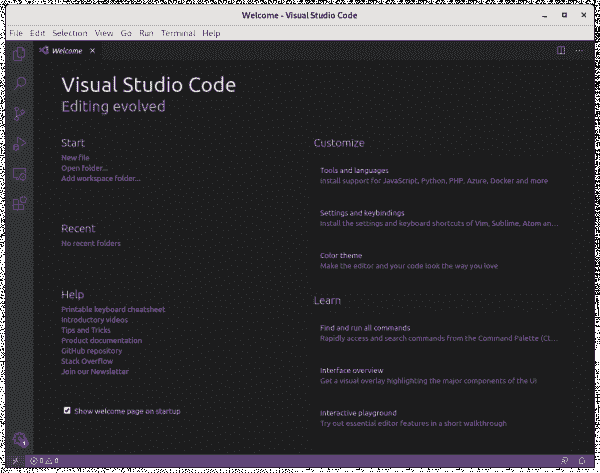 Welcome - Visual Studio Code
File Edit Selection View Go Run Terminal Help
Welcome
Visual Studio Code
Editing evolved
Start
New file
Open folder...
Add workspace folder...
Recent
No recent folders
Help
Printable keyboard cheatsheet
Introductory videos
Tips and Tricks
Product documentation
GitHub repository
Stack Overflow
Join our Newsletter
Show welcome page on startup
Customize
Tools and languages
Install support for JavaScript, Python, PHP, Azure, Docker and more
Settings and keybindings
Install the settings and keyboard shortcuts of Vim, Sublime, Atom an...
Color theme
Make the editor and your code look the way you love
Learn
Find and run all commands
Rapidly access and search commands from the Command Palette (Ct...
Interface overview
Get a visual overlay highlighting the major components of the UI
Interactive playground
Try out essential editor features in a short walkthrough
1
0 0